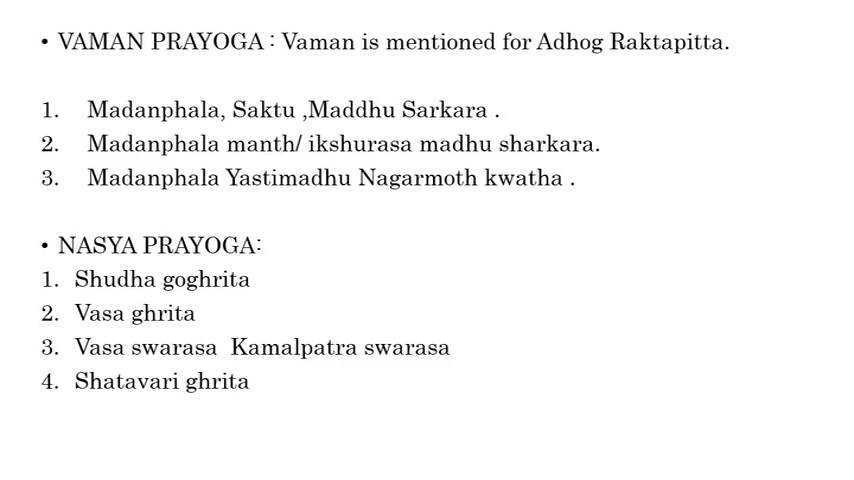 • VAMAN PRAYOGA : Vaman is mentioned for Adhog Raktapitta.
1. Madanphala, Saktu ,Maddhu Sarkara .
2. Madanphala manth/ ikshurasa madhu sharkara.
3. Madanphala Yastimadhu Nagarmoth kwatha .
• NASYA PRAYOGA:
1. Shudha goghrita
2. Vasa ghrita
3. Vasa swarasa Kamalpatra swarasa
4. Shatavari ghrita